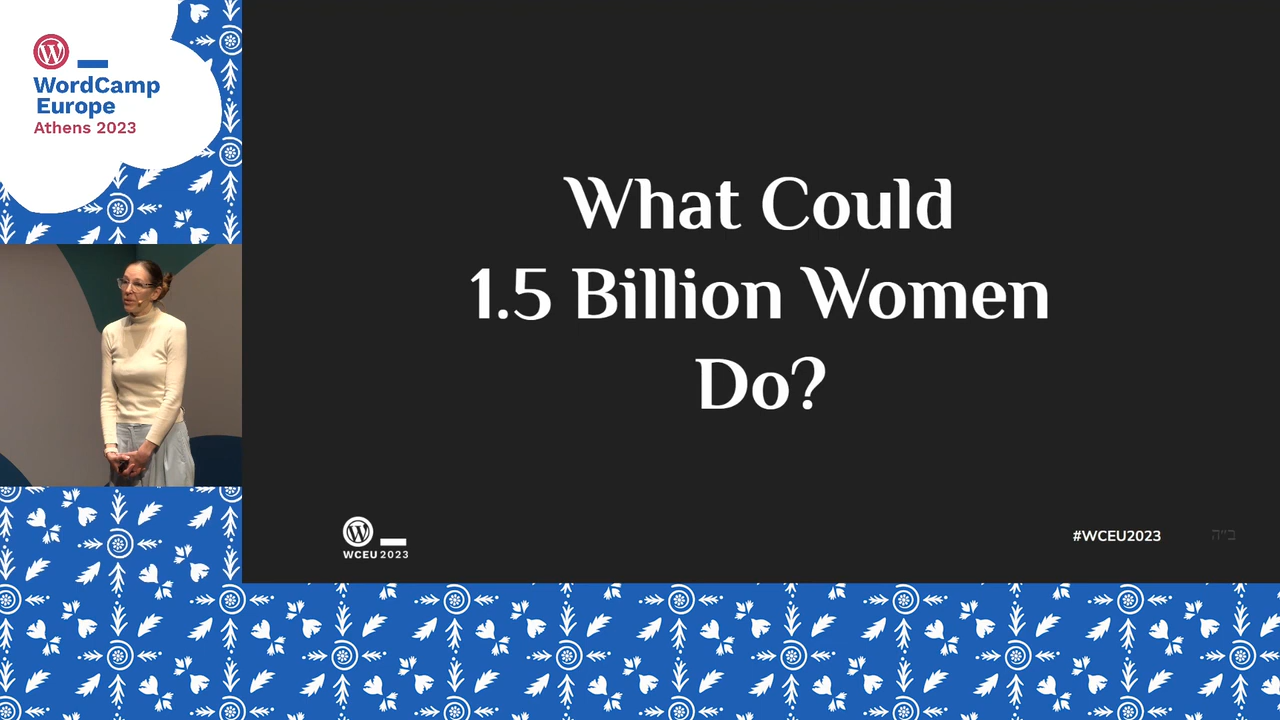 WordCamp
Europe
Athens 2023
What Could
1.5 Billion Women
Do?
WCEU 2023
#WCEU2023
ב״ה